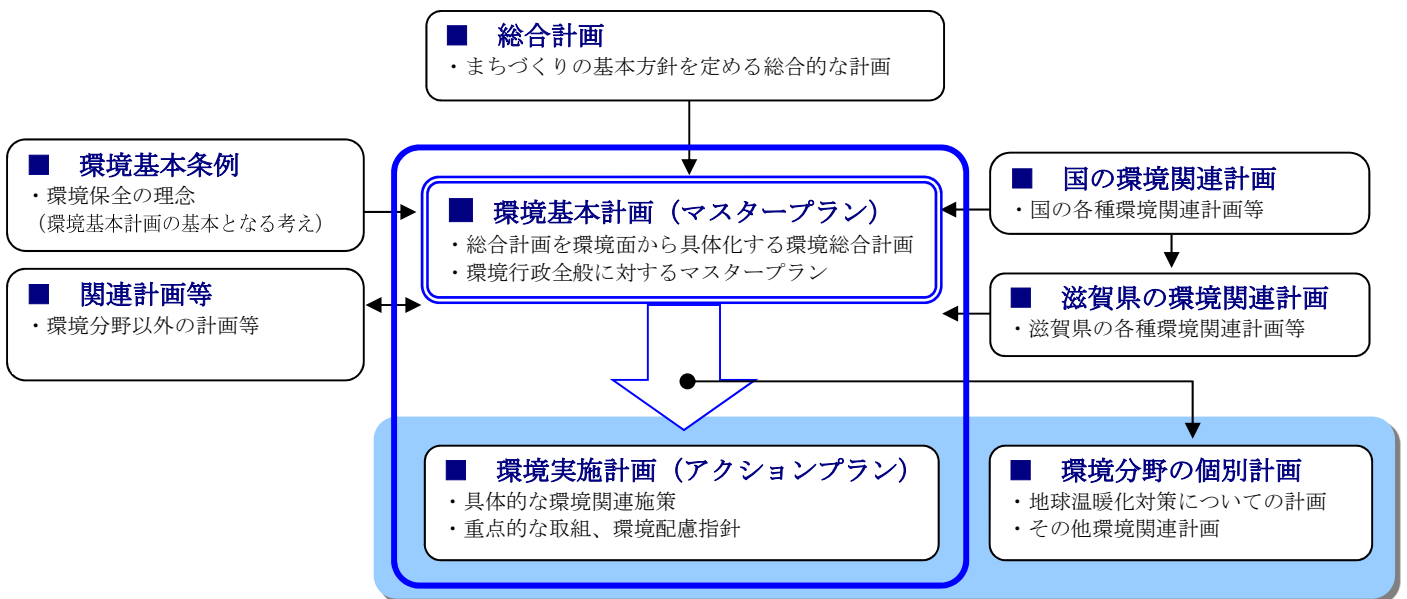 ■ 総合計画
・まちづくりの基本方針を定める総合的な計画
■ 環境基本条例
・環境保全の理念
（環境基本計画の基本となる考え）
■ 環境基本計画（マスタープラン）
・総合計画を環境面から具体化する環境総合計画
・環境行政全般に対するマスタープラン
■ 国の環境関連計画
・国の各種環境関連計画等
■ 関連計画等
・環境分野以外の計画等
■ 滋賀県の環境関連計画
・滋賀県の各種環境関連計画等
■ 環境実施計画（アクションプラン）
・具体的な環境関連施策
・重点的な取組、環境配慮指針
■ 環境分野の個別計画
・地球温暖化対策についての計画
・その他環境関連計画